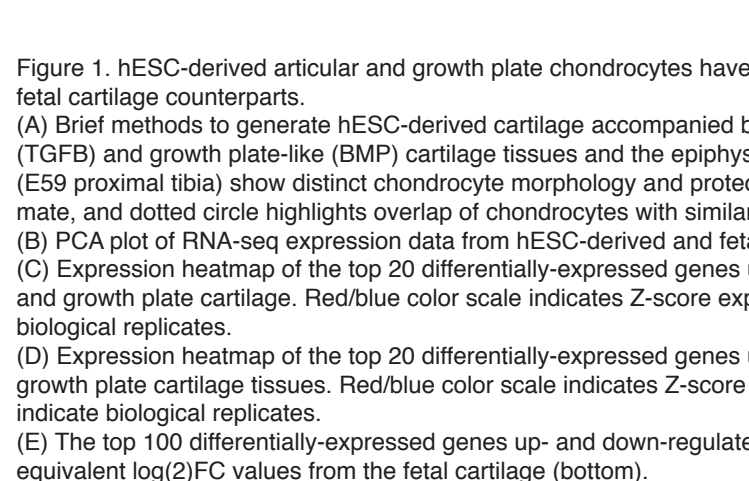 Figure 1. hESC-derived articular and growth plate chondrocytes have
fetal cartilage counterparts.
(A) Brief methods to generate hESC-derived cartilage accompanied b
(TGFB) and growth plate-like (BMP) cartilage tissues and the epiphys
(E59 proximal tibia) show distinct chondrocyte morphology and proteo
mate, and dotted circle highlights overlap of chondrocytes with similar
(B) PCA plot of RNA-seq expression data from hESC-derived and feta
(C) Expression heatmap of the top 20 differentially-expressed genes u
and growth plate cartilage. Red/blue color scale indicates Z-score exp
biological replicates.
(D) Expression heatmap of the top 20 differentially-expressed genes u
growth plate cartilage tissues. Red/blue color scale indicates Z-score
indicate biological replicates.
(E) The top 100 differentially-expressed genes up- and down-regulate
equivalent log(2)FC values from the fetal cartilage (bottom).